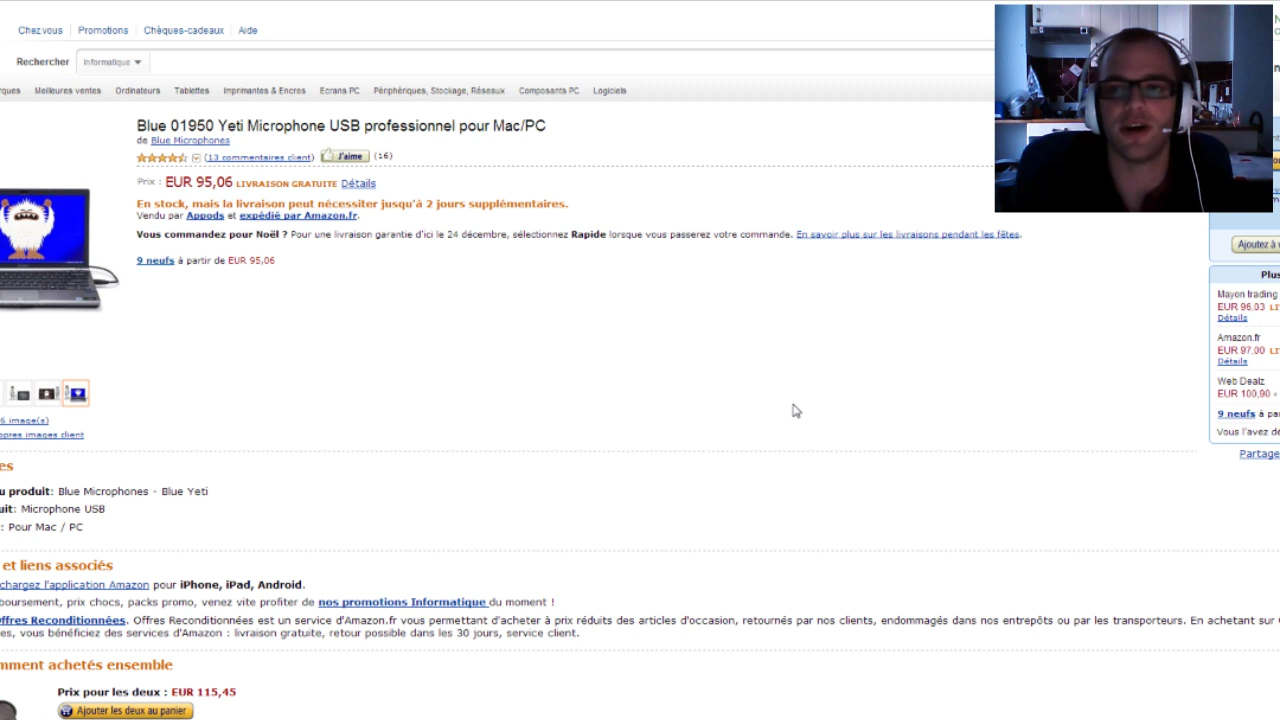 Chez vous Promotions Chèques-cadeaux Aide
Rechercher Informatique
rques Meilleures ventes Ordinateurs Tablettes Imprimantes & Encres Ecrans PC Périphériques, Stockage, Réseaux Composants PC Logiciels
Blue 01950 Yeti Microphone USB professionnel pour Mac/PC
de Blue Microphones
(13 commentaires client) J'aime (16)
Prix : EUR 95,06 LIVRAISON GRATUITE Détails
En stock, mais la livraison peut nécessiter jusqu'à 2 jours supplémentaires.
Vendu par Appods et expédié par Amazon.fr.
Vous commandez pour Noël ? Pour une livraison garantie d'ici le 24 décembre, sélectionnez Rapide lorsque vous passerez votre commande. En savoir plus sur les livraisons pendant les fêtes.
9 neufs à partir de EUR 95,06
Ajoutez à v
Plus
Mayon trading
EUR 96,03 LI
Détails
Amazon.fr
EUR 97,00 LI
Détails
Web Dealz
EUR 100,90 +
9 neufs à par
Vous l'avez dé
Partage
6 image(s)
opres images client
es
u produit: Blue Microphones - Blue Yeti
uit: Microphone USB
: Pour Mac / PC
et liens associés
chargez l'application Amazon pour iPhone, iPad, Android.
boursement, prix chocs, packs promo, venez vite profiter de nos promotions Informatique du moment !
ffres Reconditionnées. Offres Reconditionnées est un service d'Amazon.fr vous permettant d'acheter à prix réduits des articles d'occasion, retournés par nos clients, endommagés dans nos entrepôts ou par les transporteurs. En achetant sur
es, vous bénéficiez des services d'Amazon : livraison gratuite, retour possible dans les 30 jours, service client.
mment achetés ensemble
Prix pour les deux : EUR 115,45
Ajouter les deux au panier